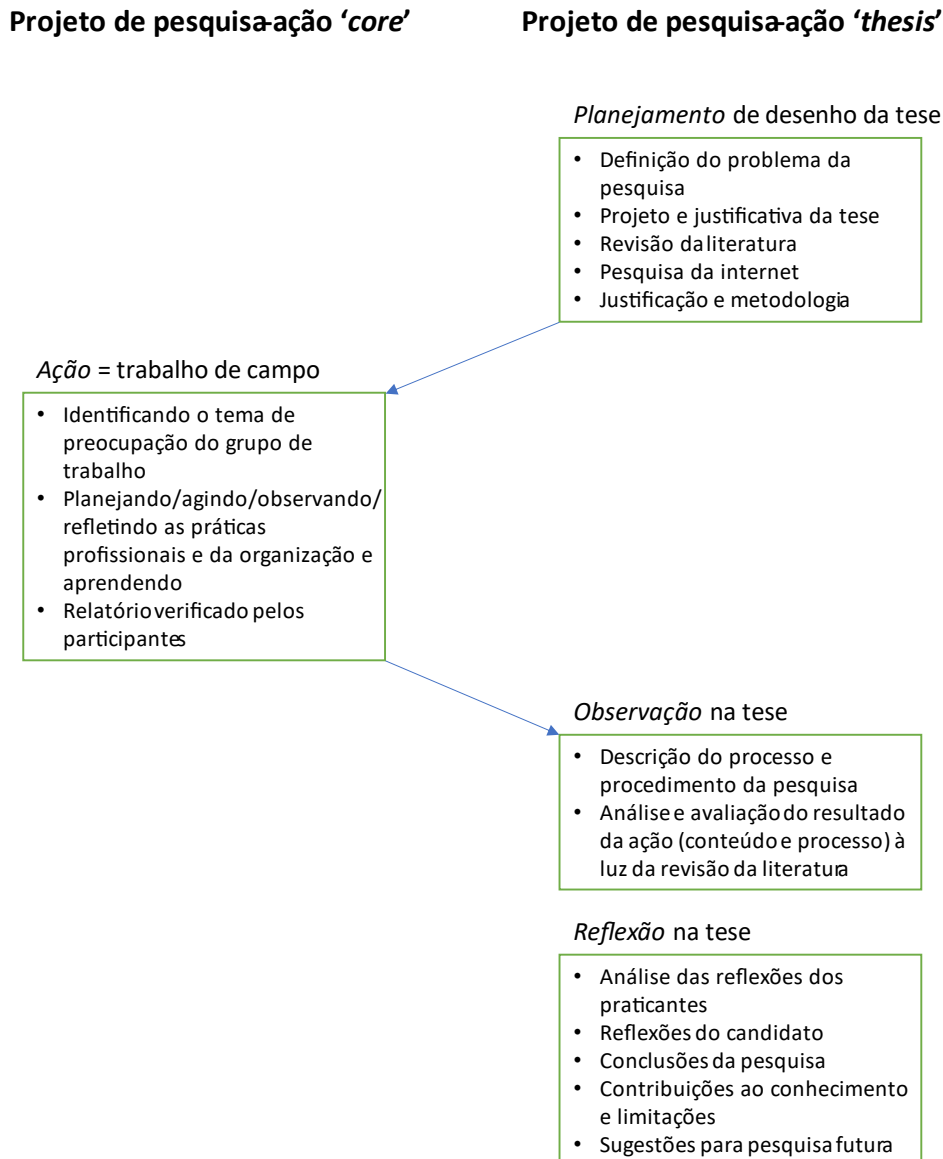 Projeto de pesquisa-ação ‘core’
Projeto de pesquisa-ação ‘thesis’
Planejamento de desenho da tese
• Definição do problema da
pesquisa
• Projeto e justificativa da tese
• Revisão da literatura
• Pesquisa da internet
• Justificação e metodologia
Ação = trabalho de campo
• Identificando o tema de
preocupação do grupo de
trabalho
• Planejando/agindo/observando/
refletindo as práticas
profissionais e da organização e
aprendendo
• Relatório verificado pelos
participantes
Observação na tese
• Descrição do processo e
procedimento da pesquisa
• Análise e avaliação do resultado
da ação (conteúdo e processo) à
luz da revisão da literatura
Reflexão na tese
• Análise das reflexões dos
praticantes
• Reflexões do candidato
• Conclusões da pesquisa
• Contribuições ao conhecimento
e limitações
• Sugestões para pesquisa futura